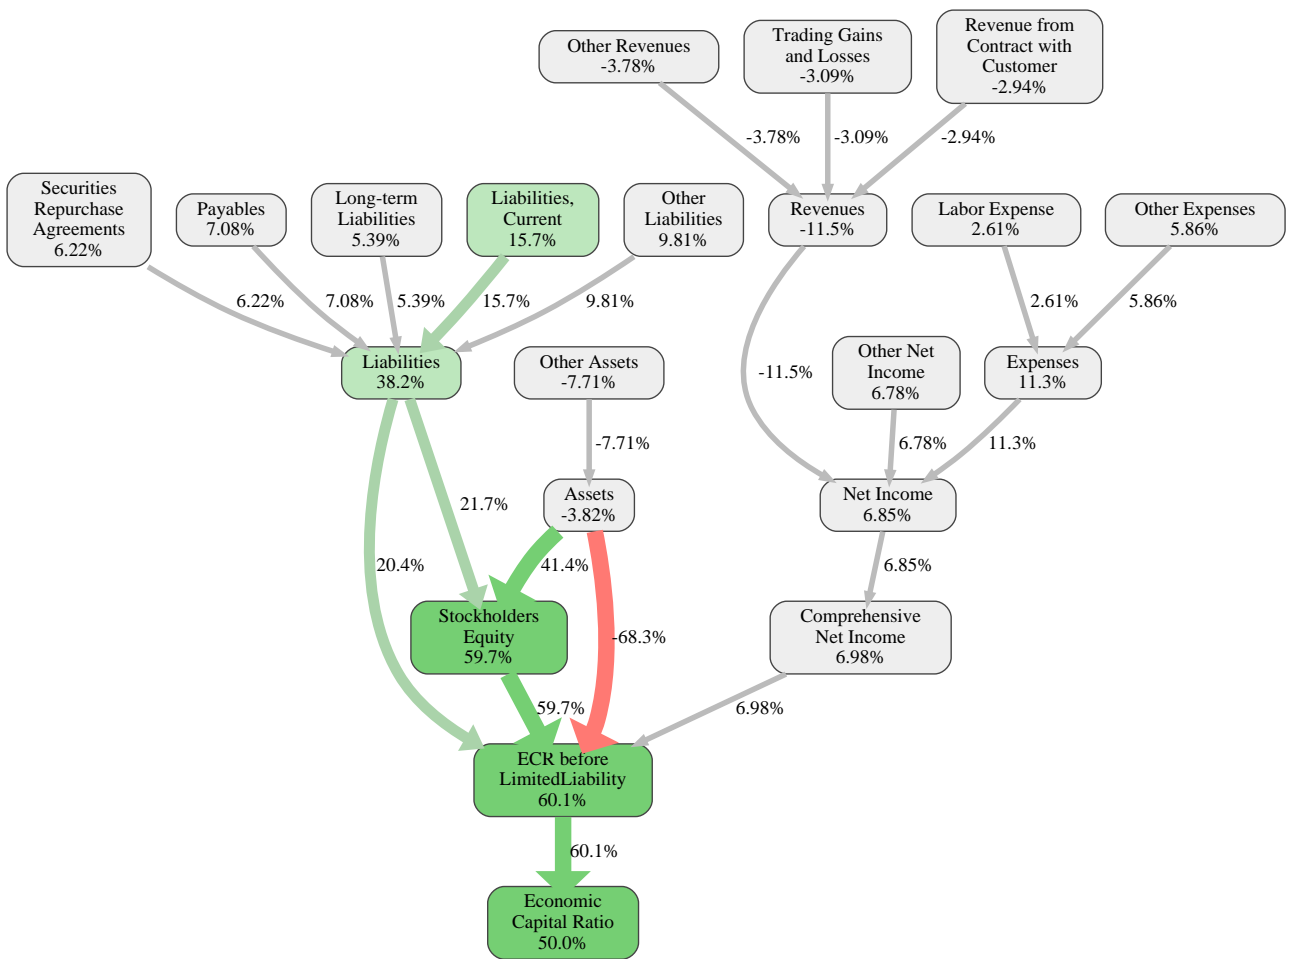 Other Revenues
-3.78%
Trading Gains
and Losses
-3.09%
Revenue from
Contract with
Customer
-2.94%
-3.78%
-3.09%
-2.94%
Securities
Repurchase
Agreements
6.22%
Payables
7.08%
Long-term
Liabilities
5.39%
Liabilities,
Current
15.7%
Other
Liabilities
9.81%
Revenues
-11.5%
Labor Expense
2.61%
Other Expenses
5.86%
6.22%
7.08%
5.39%
15.7%
9.81%
2.61%
5.86%
Liabilities
38.2%
Other Assets
-7.71%
-11.5%
Other Net
Income
6.78%
Expenses
11.3%
-7.71%
6.78%
11.3%
21.7%
Assets
-3.82%
Net Income
6.85%
20.4%
41.4%
6.85%
Stockholders
Equity
59.7%
-68.3%
Comprehensive
Net Income
6.98%
59.7%
6.98%
ECR before
LimitedLiability
60.1%
60.1%
Economic
Capital Ratio
50.0%